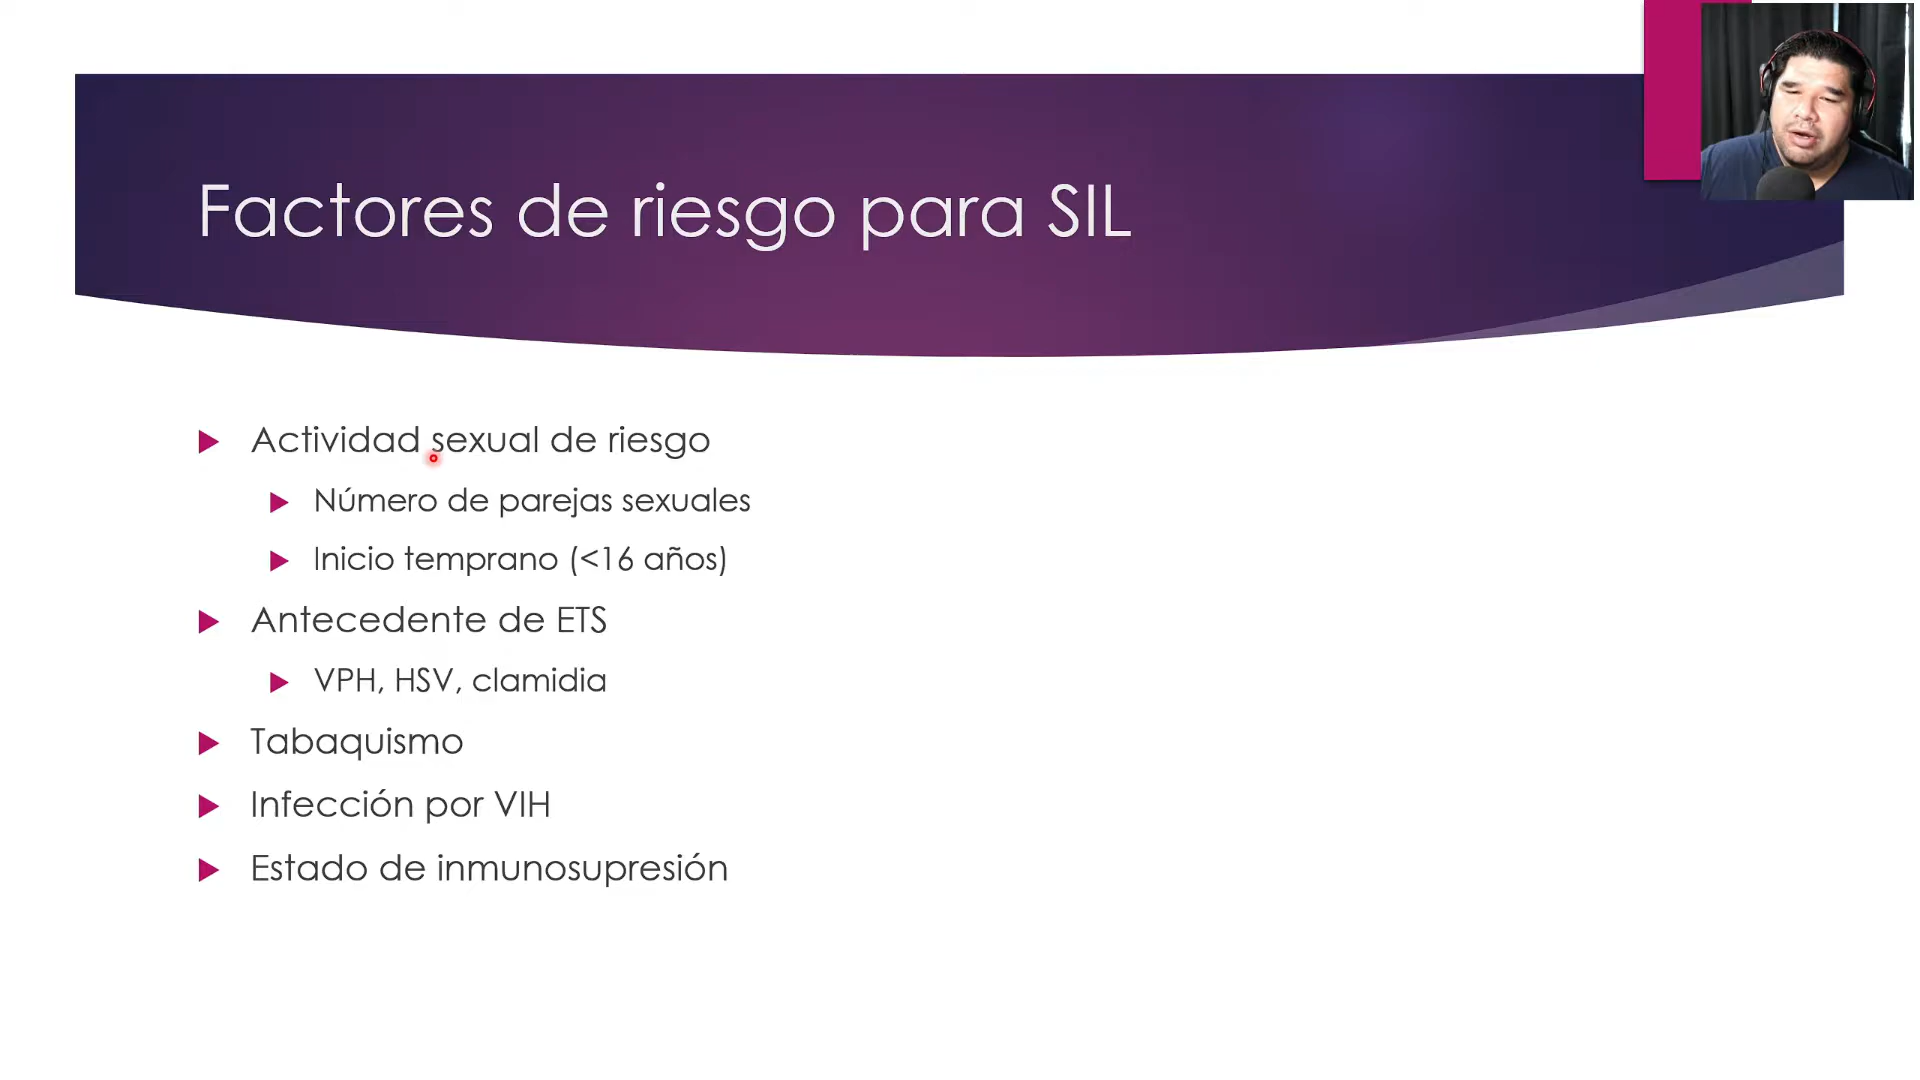 Factores de riesgo para SIL
Actividad sexual de riesgo
Número de parejas sexuales
Inicio temprano (<16 años)
Antecedente de ETS
VPH, HSV, clamidia
Tabaquismo
Infección por VIH
Estado de inmunosupresión